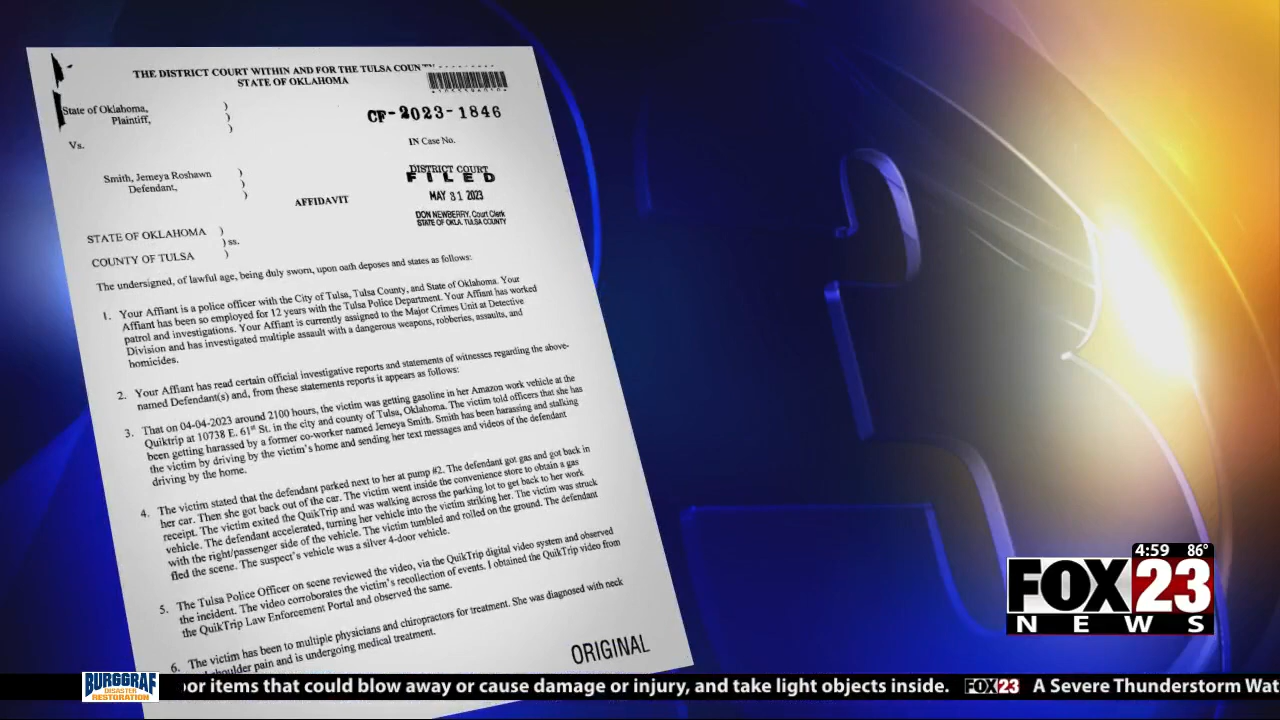 THE DISTRICT COURT WITHIN AND FOR THE TULSA COUNTY
STATE OF OKLAHOMA
State of Oklahoma,
Plaintiff,
CF-2023-1846
Vs.
IN Case No.
Smith, Jemeya Roshawn
Defendant,
DISTRICT COURT
FILED
MAY 31 2023
AFFIDAVIT
DON NEWBERRY, Court Clerk
STATE OF OKLA. TULSA COUNTY
STATE OF OKLAHOMA )
) ss.
COUNTY OF TULSA )
The undersigned, of lawful age, being duly sworn, upon oath deposes and states as follows:
1. Your Affiant is a police officer with the City of Tulsa, Tulsa County, and State of Oklahoma. Your
Affiant has been so employed for 12 years with the Tulsa Police Department. Your Affiant has worked
patrol and investigations. Your Affiant is currently assigned to the Major Crimes Unit at Detective
Division and has investigated multiple assault with a dangerous weapons, robberies, assaults, and
homicides.
2. Your Affiant has read certain official investigative reports and statements of witnesses regarding the above-
named Defendant(s) and, from these statements reports it appears as follows:
3. That on 04-04-2023 around 2100 hours, the victim was getting gasoline in her Amazon work vehicle at the
Quiktrip at 10738 E. 61st St. in the city and county of Tulsa, Oklahoma. The victim told officers that she has
been getting harassed by a former co-worker named Jemeya Smith. Smith has been harassing and stalking
the victim by driving by the victim's home and sending her text messages and videos of the defendant
driving by the home.
4. The victim stated that the defendant parked next to her at pump #2. The defendant got gas and got back in
her car. Then she got back out of the car. The victim went inside the convenience store to obtain a gas
receipt. The victim exited the QuikTrip and was walking across the parking lot to get back to her work
vehicle. The defendant accelerated, turning her vehicle into the victim striking her. The victim was struck
with the right/passenger side of the vehicle. The victim tumbled and rolled on the ground. The defendant
fled the scene. The suspect's vehicle was a silver 4-door vehicle.
5. The Tulsa Police Officer on scene reviewed the video, via the QuikTrip digital video system and observed
the incident. The video corroborates the victim's recollection of events. I obtained the QuikTrip video from
the QuikTrip Law Enforcement Portal and observed the same.
6. The victim has been to multiple physicians and chiropractors for treatment. She was diagnosed with neck
shoulder pain and is undergoing medical treatment.
ORIGINAL
4:59 86°
FOX 23
NEWS
BURGGRAF
DISASTER
RESTORATION
oor items that could blow away or cause damage or injury, and take light objects inside. FOX23 A Severe Thunderstorm Wat